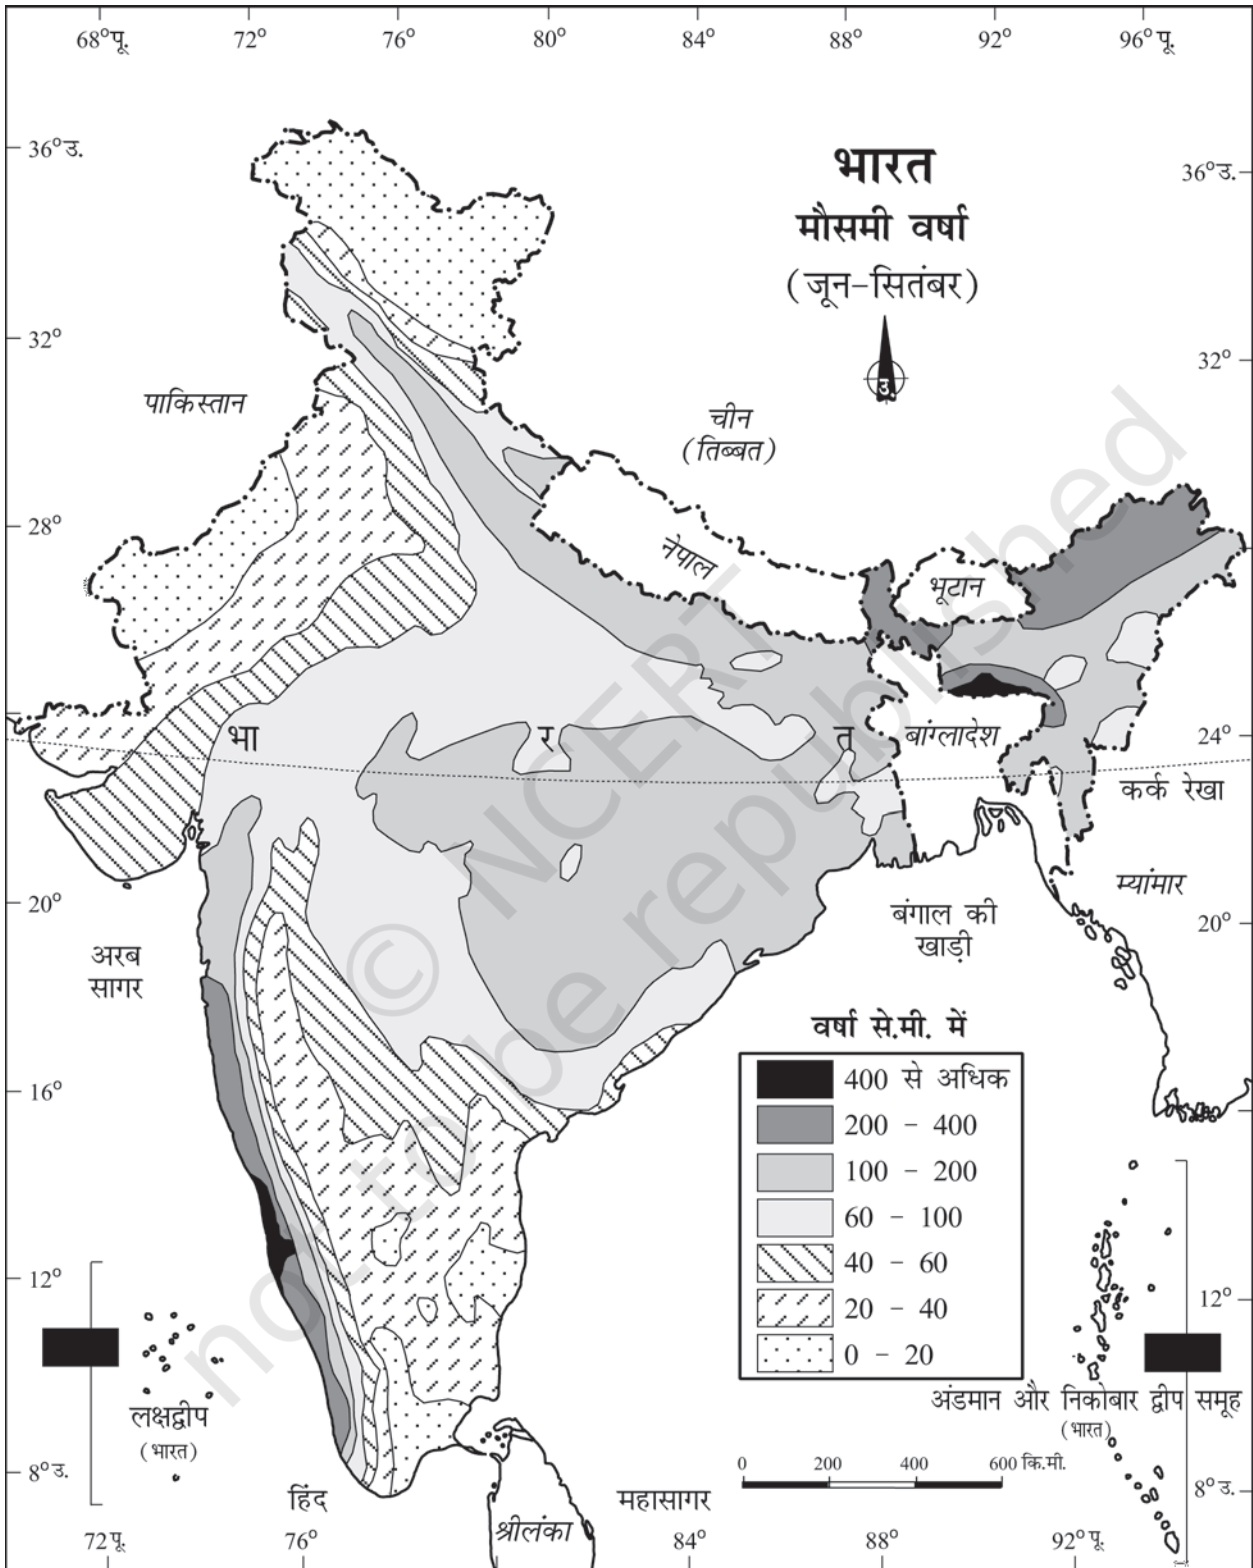 68° पू.
72°
76°
80°
84°
88°
92°
96° पू.
36° उ.
भारत
मौसमी वर्षा
(जून-सितंबर)
36° उ.
उ
32°
32°
पाकिस्तान
चीन
(तिब्बत)
28°
नेपाल
भूटान
भा
र
त
बांग्लादेश
24°
कर्क रेखा
म्यांमार
20°
बंगाल की
खाड़ी
20°
अरब
सागर
वर्षा से.मी. में
400 से अधिक
200 - 400
100 - 200
60 - 100
40 - 60
20 - 40
0 - 20
16°
12°
12°
लक्षद्वीप
(भारत)
अंडमान और निकोबार द्वीप समूह
(भारत)
0 200 400 600 कि.मी.
8° उ.
8° उ.
हिंद
महासागर
श्रीलंका
72° पू.
76°
84°
88°
92° पू.
© NCERT
not to be republished